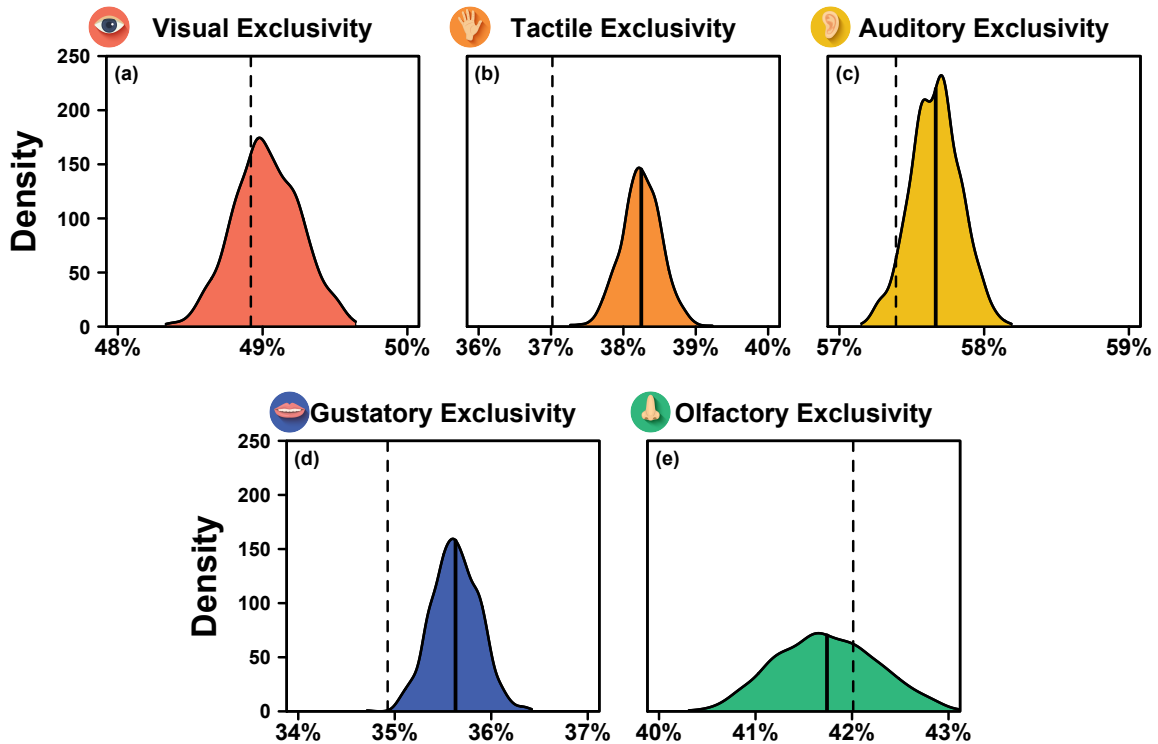 Visual Exclusivity
Tactile Exclusivity
Auditory Exclusivity
Density
250
200
150
100
50
0
(a)
48%
49%
50%
(b)
36%
37%
38%
39%
40%
(c)
57%
58%
59%
Gustatory Exclusivity
Olfactory Exclusivity
Density
250
200
150
100
50
0
(d)
34%
35%
36%
37%
(e)
40%
41%
42%
43%